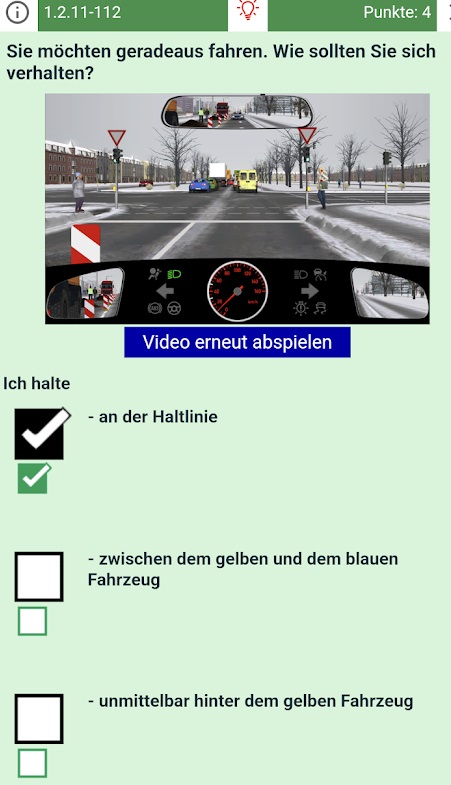 1.2.11-112
Punkte: 4
Sie möchten geradeaus fahren. Wie sollten Sie sich
verhalten?
Video erneut abspielen
Ich halte
- an der Haltlinie
- zwischen dem gelben und dem blauen
Fahrzeug
- unmittelbar hinter dem gelben Fahrzeug